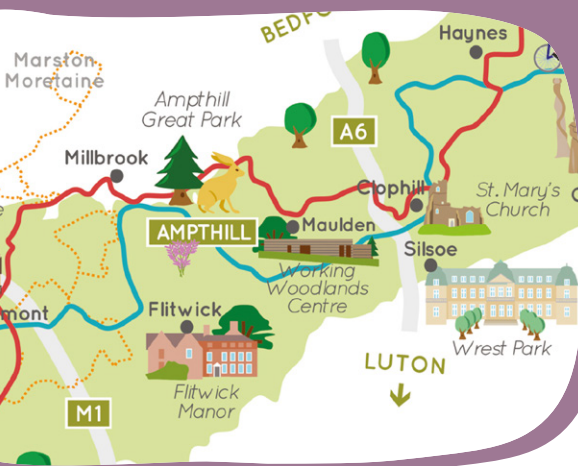 BEDFO
Haynes
Marston
Moretaine
Ampthill
Great Park
A6
Millbrook
Clophill
St. Mary's
Church
AMPTHILL
Maulden
Silsoe
Working
Woodlands
Centre
mont
Flitwick
Wrest Park
LUTON
Flitwick
Manor
M1